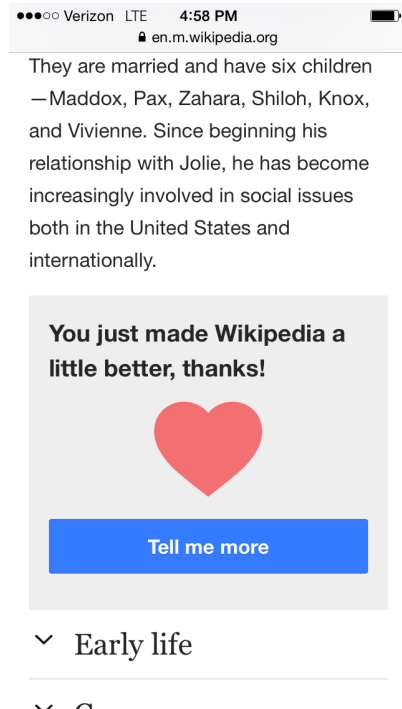 Verizon LTE 4:58 PM
en.m.wikipedia.org
They are married and have six children
—Maddox, Pax, Zahara, Shiloh, Knox,
and Vivienne. Since beginning his
relationship with Jolie, he has become
increasingly involved in social issues
both in the United States and
internationally.
You just made Wikipedia a
little better, thanks!
Tell me more
Early life